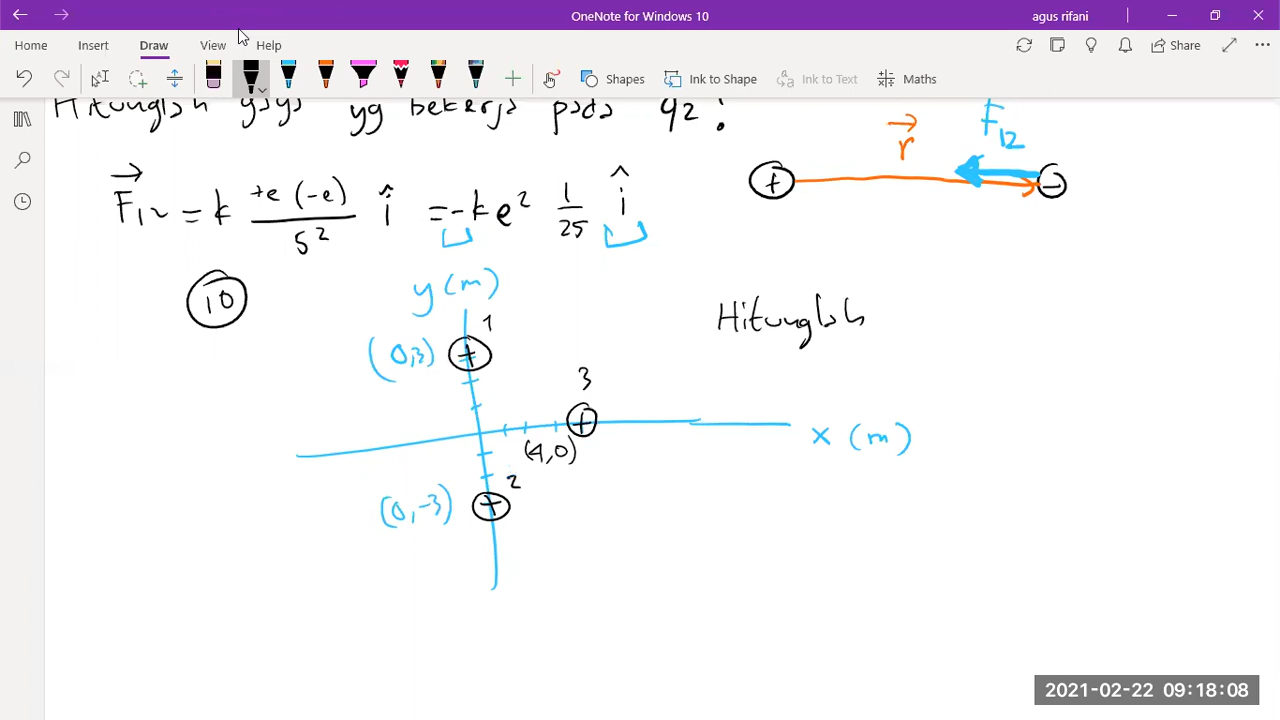 OneNote for Windows 10
agus rifani
Home Insert Draw View Help
Share
Shapes
Ink to Shape
Ink to Text
Maths
Hitunglah gaya yg bekerja pada q2!
F12 = k +e (-e) / 5² î = -k e² 1/25 î
+ r F12 -
10
y (m)
Hitunglah
1
(0,3) +
3
+
x (m)
(4,0)
2
(0,-3) +
2021-02-22 09:18:08